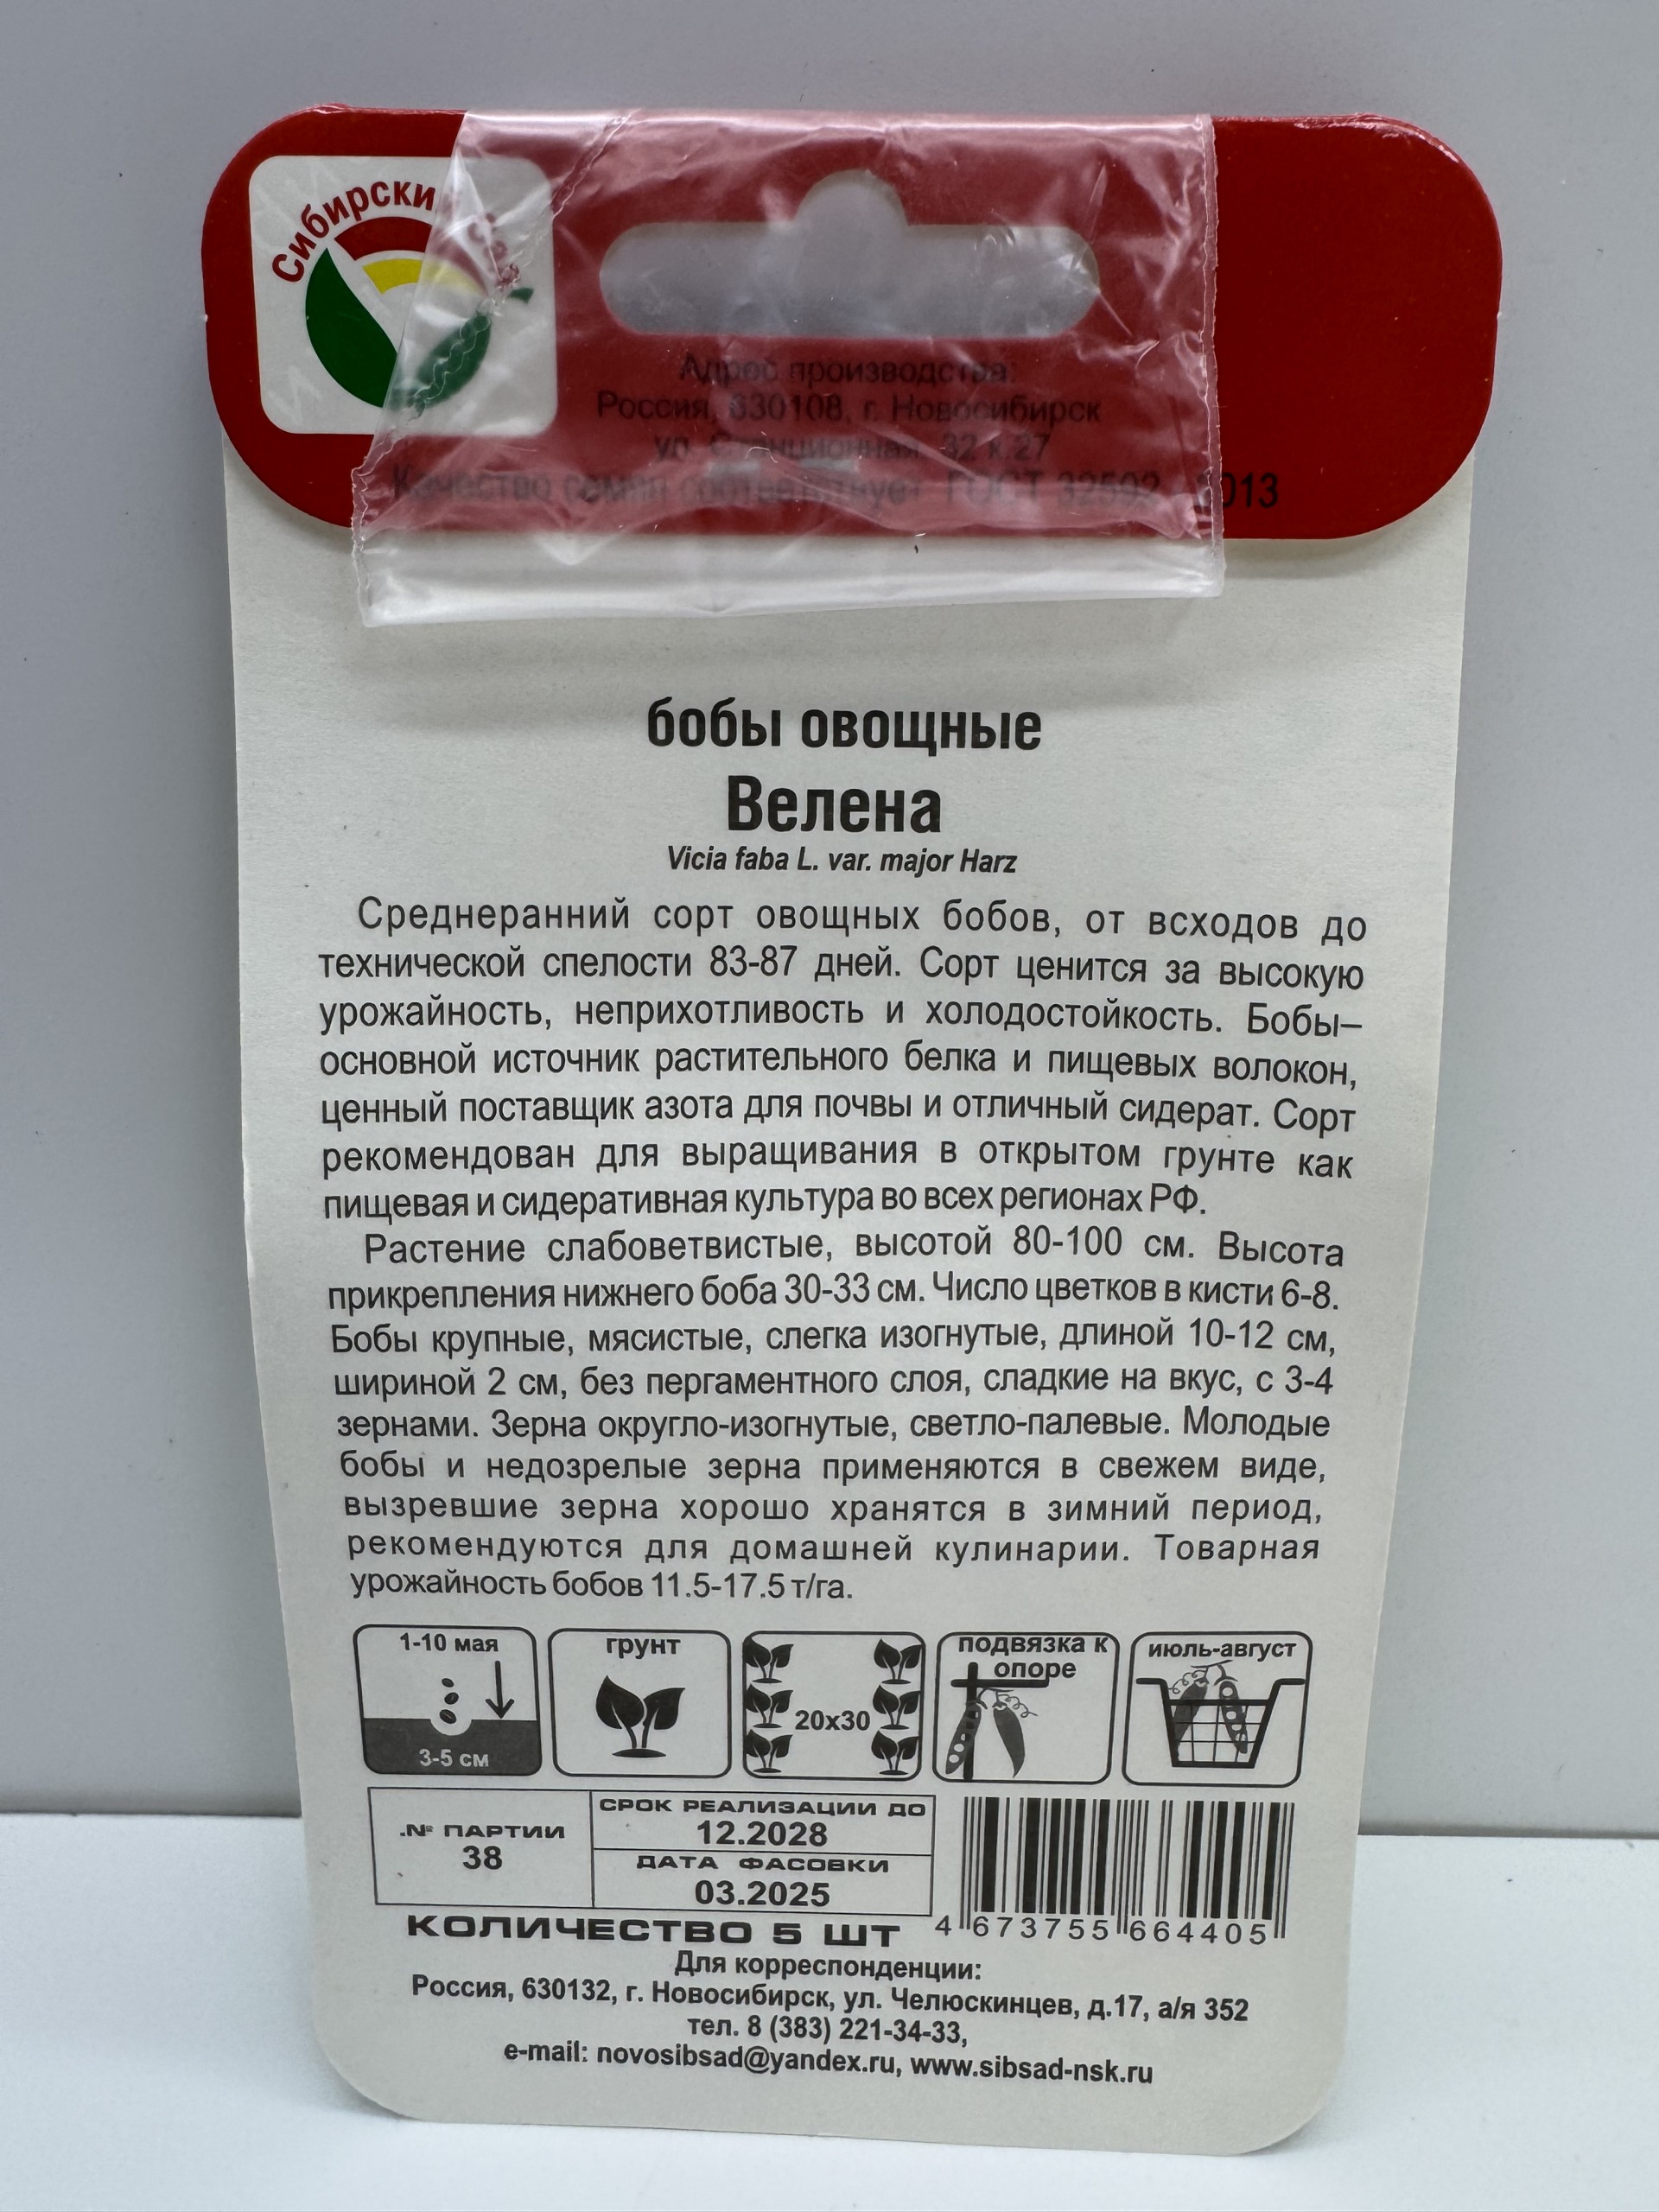 Сибирский
Адрес производства:
Россия, 630108, г. Новосибирск
ул. Станционная, 32 к.27
Качество семян соответствует ГОСТ 32592 - 2013
бобы овощные
Велена
Vicia faba L. var. major Harz
Среднеранний сорт овощных бобов, от всходов до
технической спелости 83-87 дней. Сорт ценится за высокую
урожайность, неприхотливость и холодостойкость. Бобы–
основной источник растительного белка и пищевых волокон,
ценный поставщик азота для почвы и отличный сидерат. Сорт
рекомендован для выращивания в открытом грунте как
пищевая и сидеративная культура во всех регионах РФ.
Растение слабоветвистые, высотой 80-100 см. Высота
прикрепления нижнего боба 30-33 см. Число цветков в кисти 6-8.
Бобы крупные, мясистые, слегка изогнутые, длиной 10-12 см,
шириной 2 см, без пергаментного слоя, сладкие на вкус, с 3-4
зернами. Зерна округло-изогнутые, светло-палевые. Молодые
бобы и недозрелые зерна применяются в свежем виде,
вызревшие зерна хорошо хранятся в зимний период,
рекомендуются для домашней кулинарии. Товарная
урожайность бобов 11.5-17.5 т/га.
1-10 мая
3-5 см
грунт
20x30
подвязка к
опоре
июль-август
№ ПАРТИИ
38
СРОК РЕАЛИЗАЦИИ ДО
12.2028
ДАТА ФАСОВКИ
03.2025
КОЛИЧЕСТВО 5 ШТ
4 673755 664405
Для корреспонденции:
Россия, 630132, г. Новосибирск, ул. Челюскинцев, д.17, а/я 352
тел. 8 (383) 221-34-33,
e-mail: novosibsad@yandex.ru, www.sibsad-nsk.ru